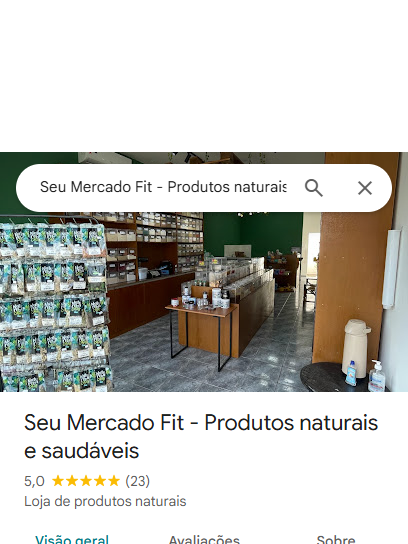 Seu Mercado Fit - Produtos naturais
Seu Mercado Fit - Produtos naturais
e saudáveis
5,0 (23)
Loja de produtos naturais
Visão geral Avaliações Sobre